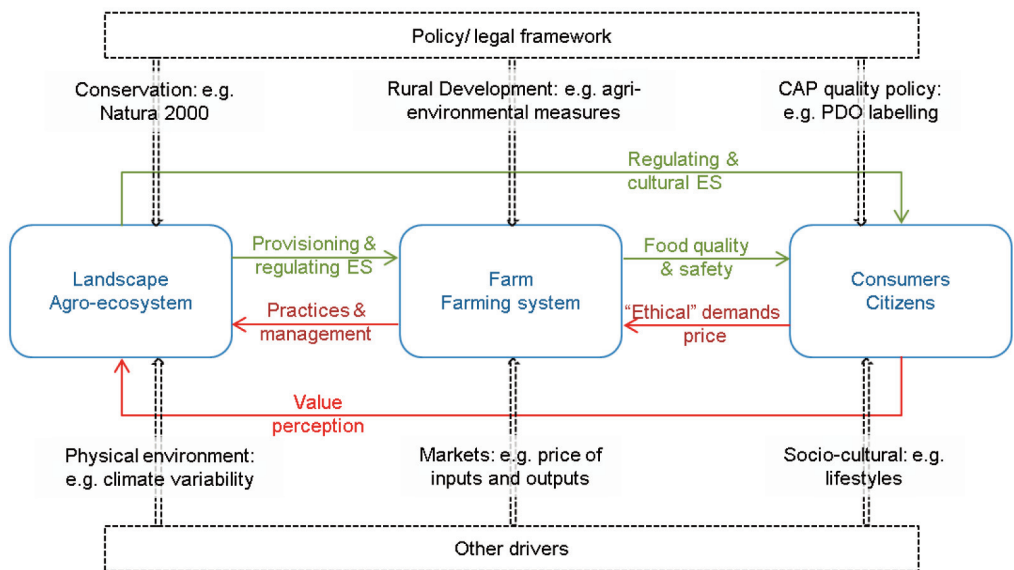 Policy/ legal framework
Conservation: e.g.
Natura 2000
Rural Development: e.g. agri-
environmental measures
CAP quality policy:
e.g. PDO labelling
Regulating &
cultural ES
Landscape
Agro-ecosystem
Provisioning &
regulating ES
Practices &
management
Farm
Farming system
Food quality
& safety
“Ethical” demands
price
Consumers
Citizens
Value
perception
Physical environment:
e.g. climate variability
Markets: e.g. price of
inputs and outputs
Socio-cultural: e.g.
lifestyles
Other drivers